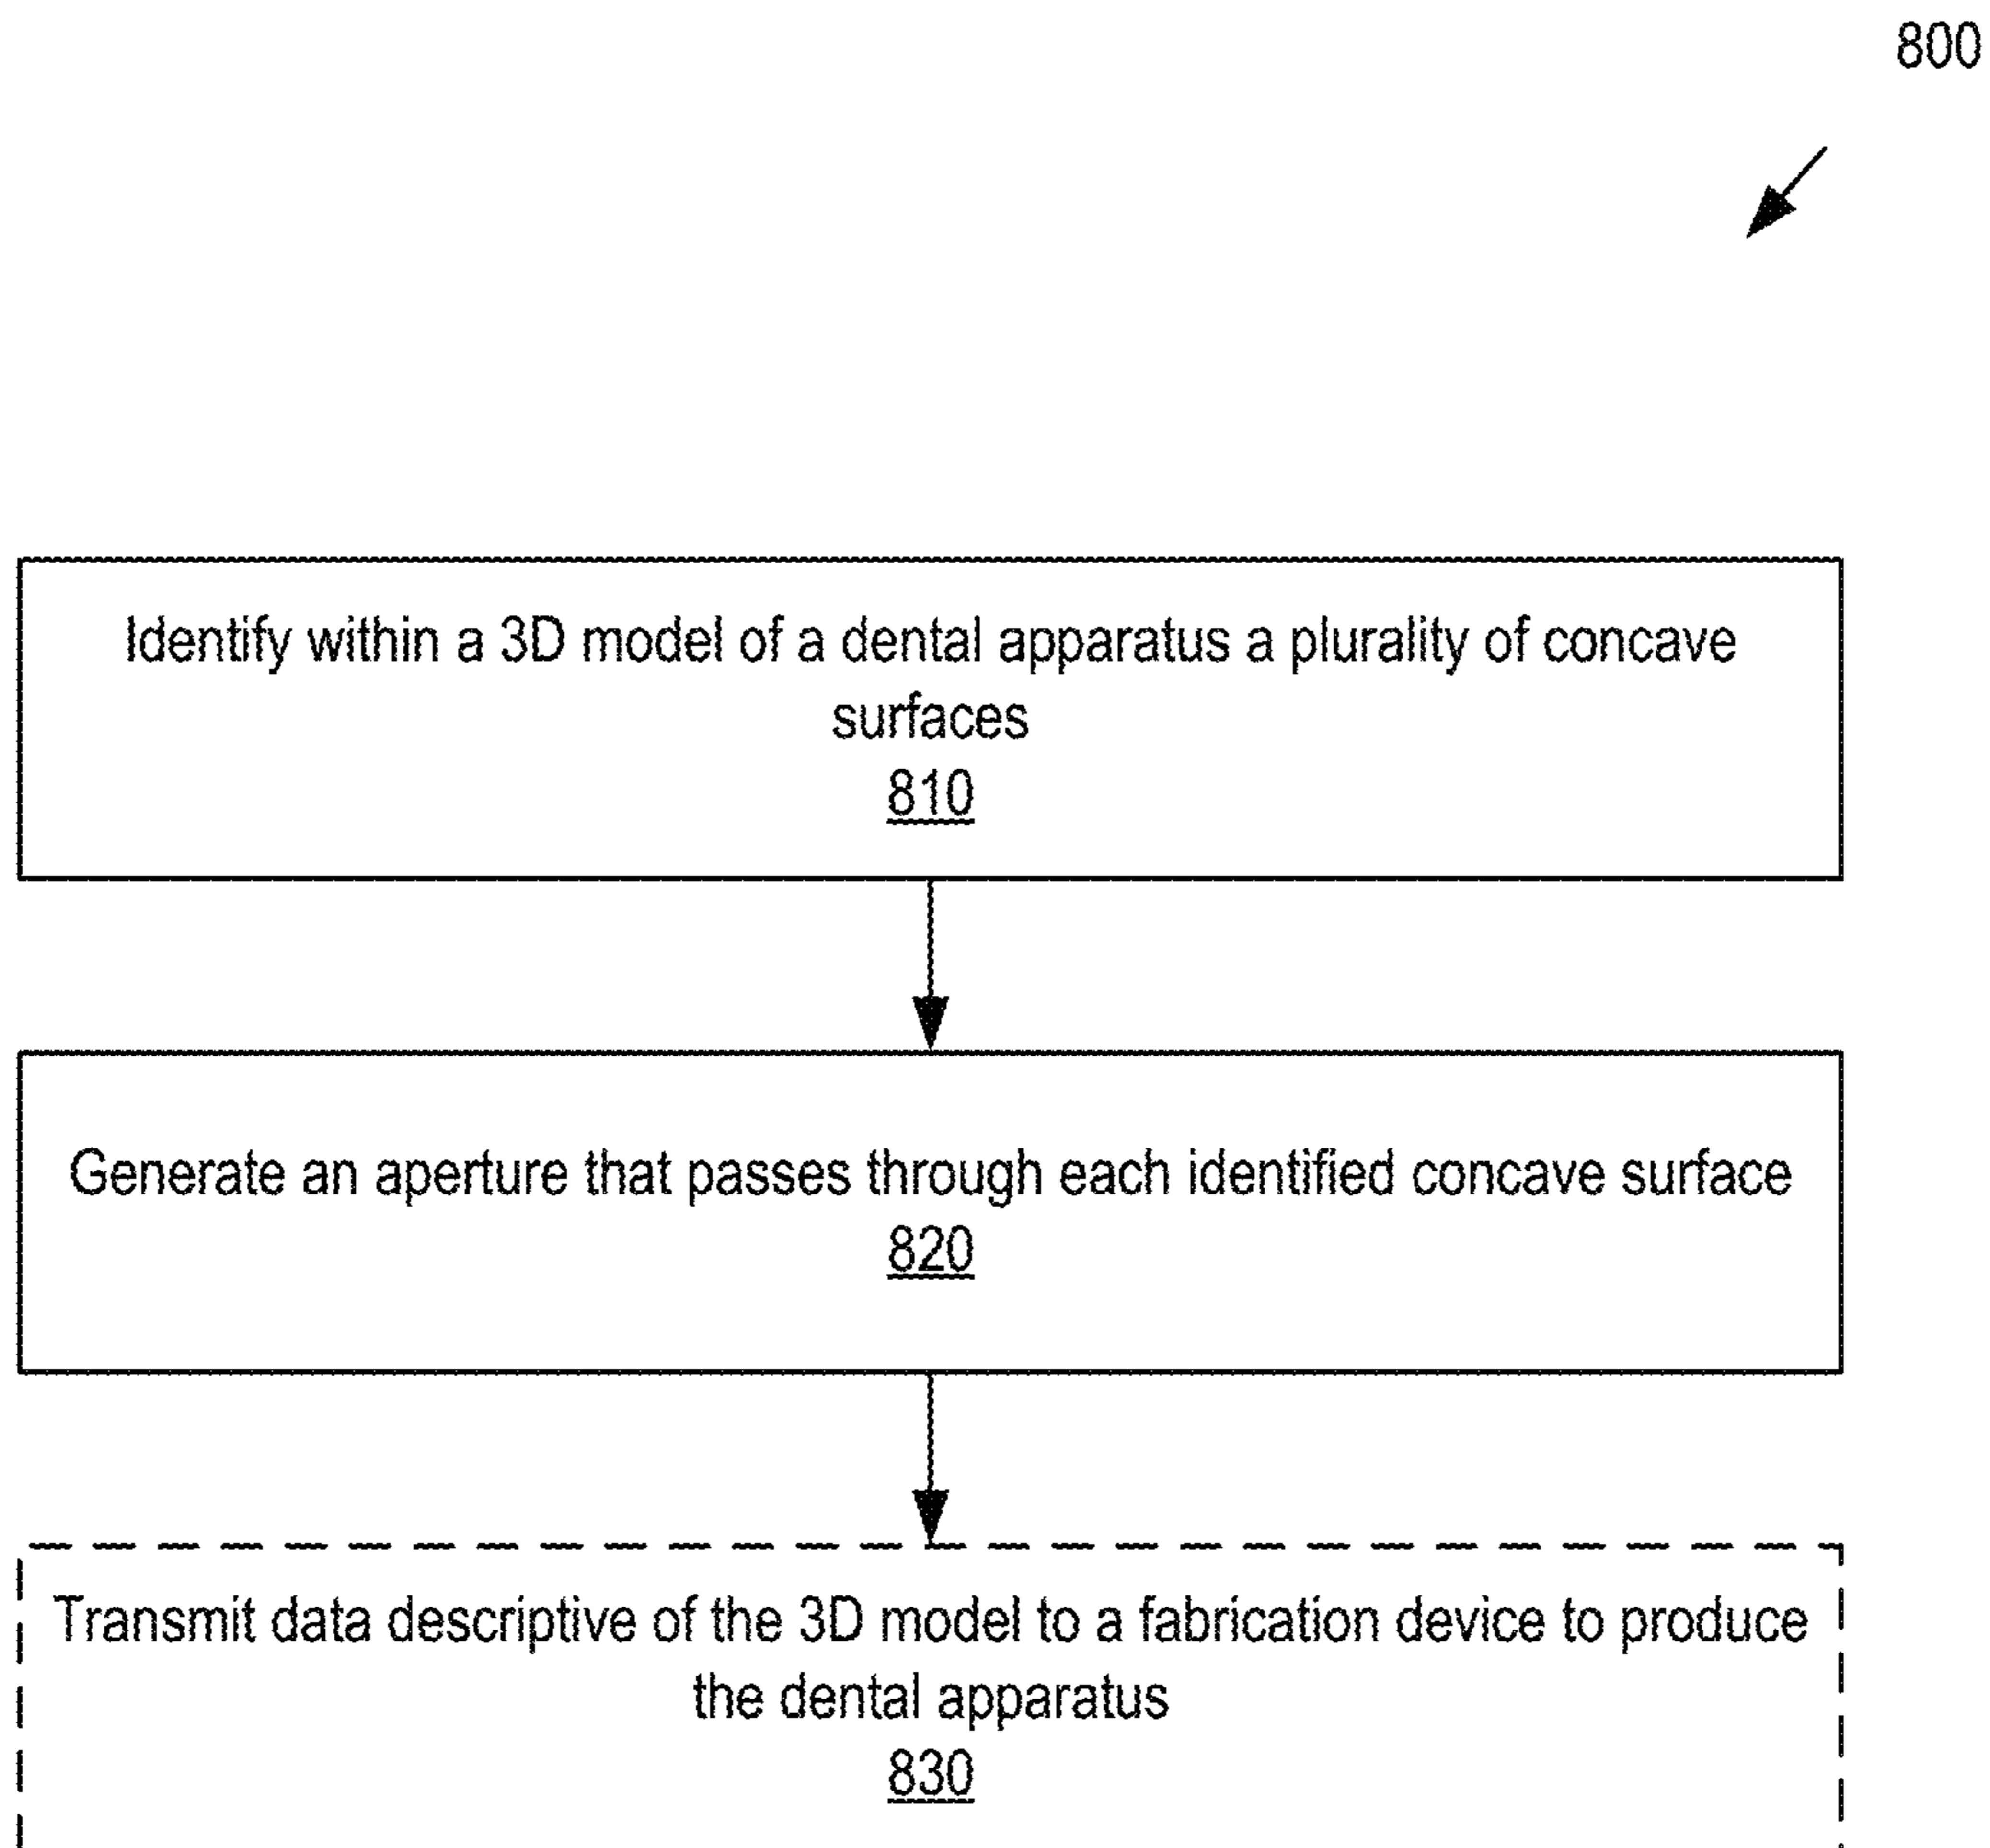 800
Identify within a 3D model of a dental apparatus a plurality of concave
surfaces
810
Generate an aperture that passes through each identified concave surface
820
Transmit data descriptive of the 3D model to a fabrication device to produce
the dental apparatus
830